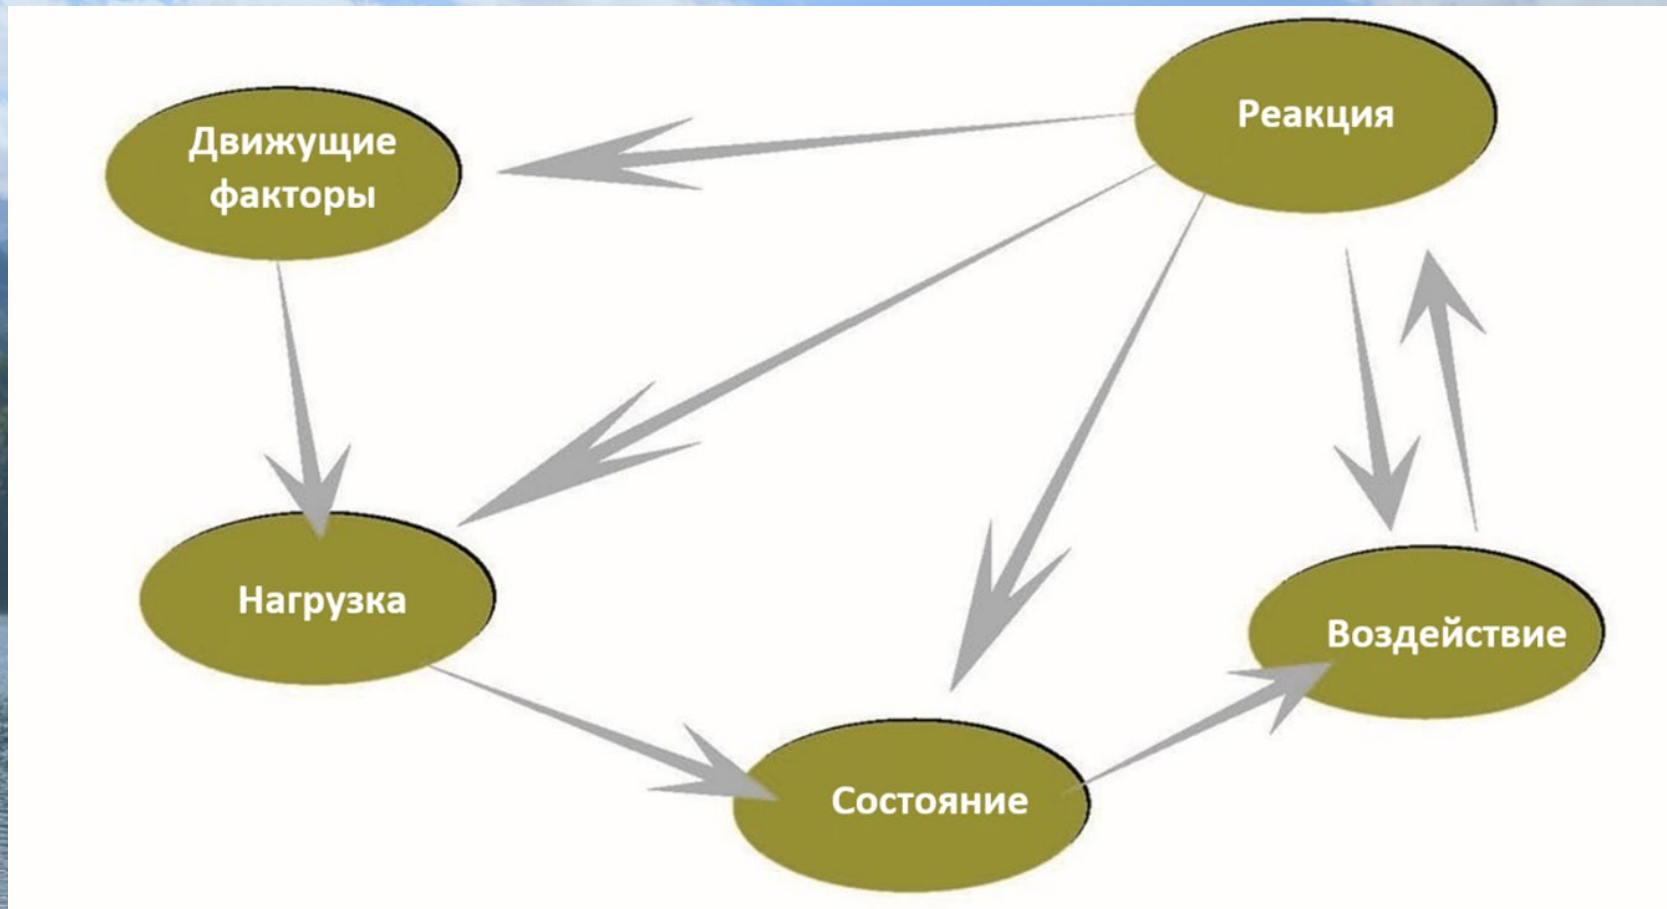 Движущие
факторы
Реакция
Нагрузка
Воздействие
Состояние